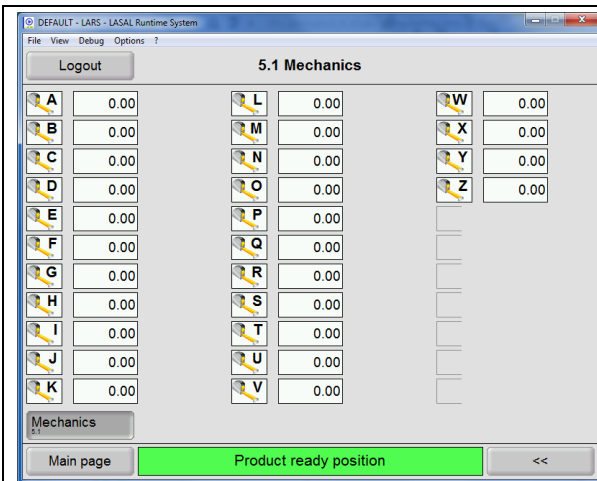 DEFAULT - LARS - LASAL Runtime System
File View Debug Options ?
Logout 5.1 Mechanics
A 0.00 L 0.00 W 0.00
B 0.00 M 0.00 X 0.00
C 0.00 N 0.00 Y 0.00
D 0.00 O 0.00 Z 0.00
E 0.00 P 0.00
F 0.00 Q 0.00
G 0.00 R 0.00
H 0.00 S 0.00
I 0.00 T 0.00
J 0.00 U 0.00
K 0.00 V 0.00
Mechanics
5.1
Main page Product ready position <<